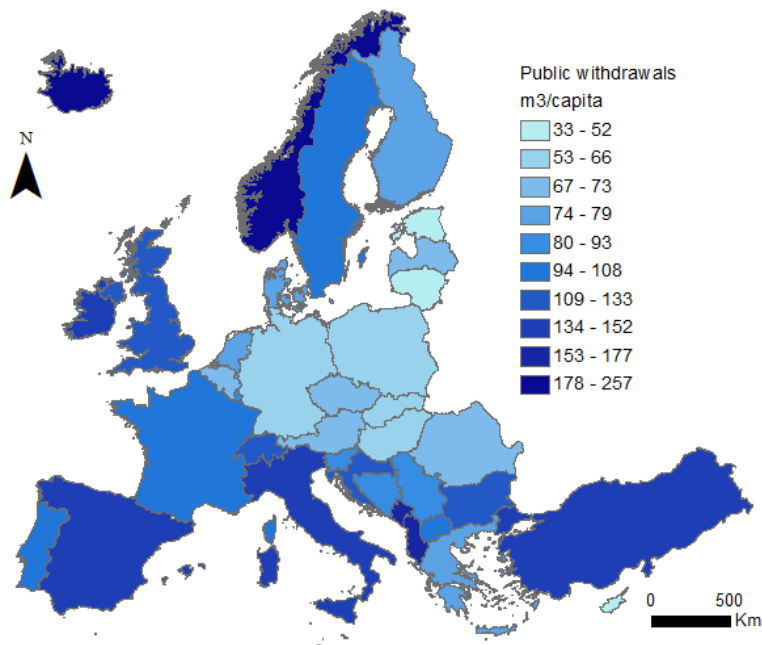 Public withdrawals
m3/capita
33 - 52
53 - 66
67 - 73
74 - 79
80 - 93
94 - 108
109 - 133
134 - 152
153 - 177
178 - 257
N
0 500
Km